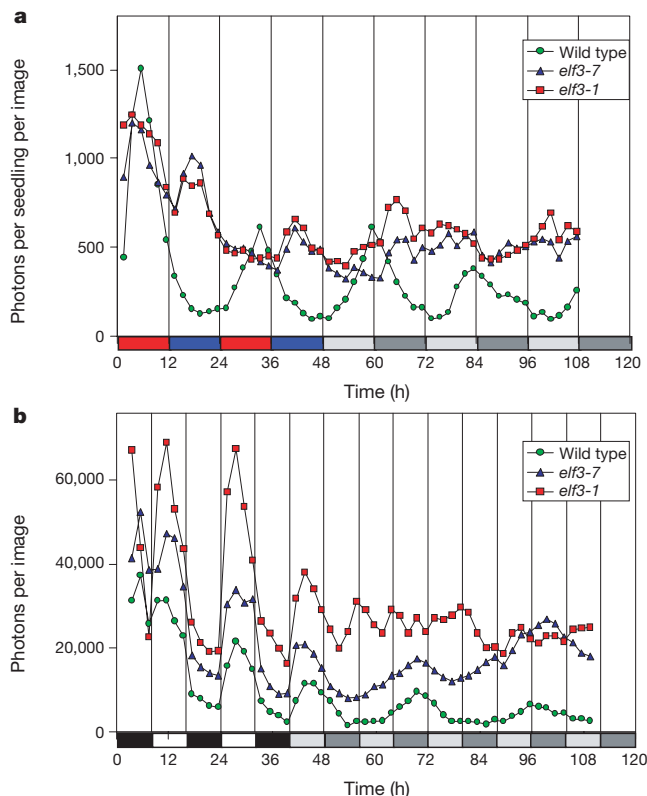 a
Photons per seedling per image
1,500
1,000
500
0
Wild type
elf3-7
elf3-1
0 12 24 36 48 60 72 84 96 108 120
Time (h)
b
Photons per image
60,000
40,000
20,000
0
Wild type
elf3-7
elf3-1
0 12 24 36 48 60 72 84 96 108 120
Time (h)